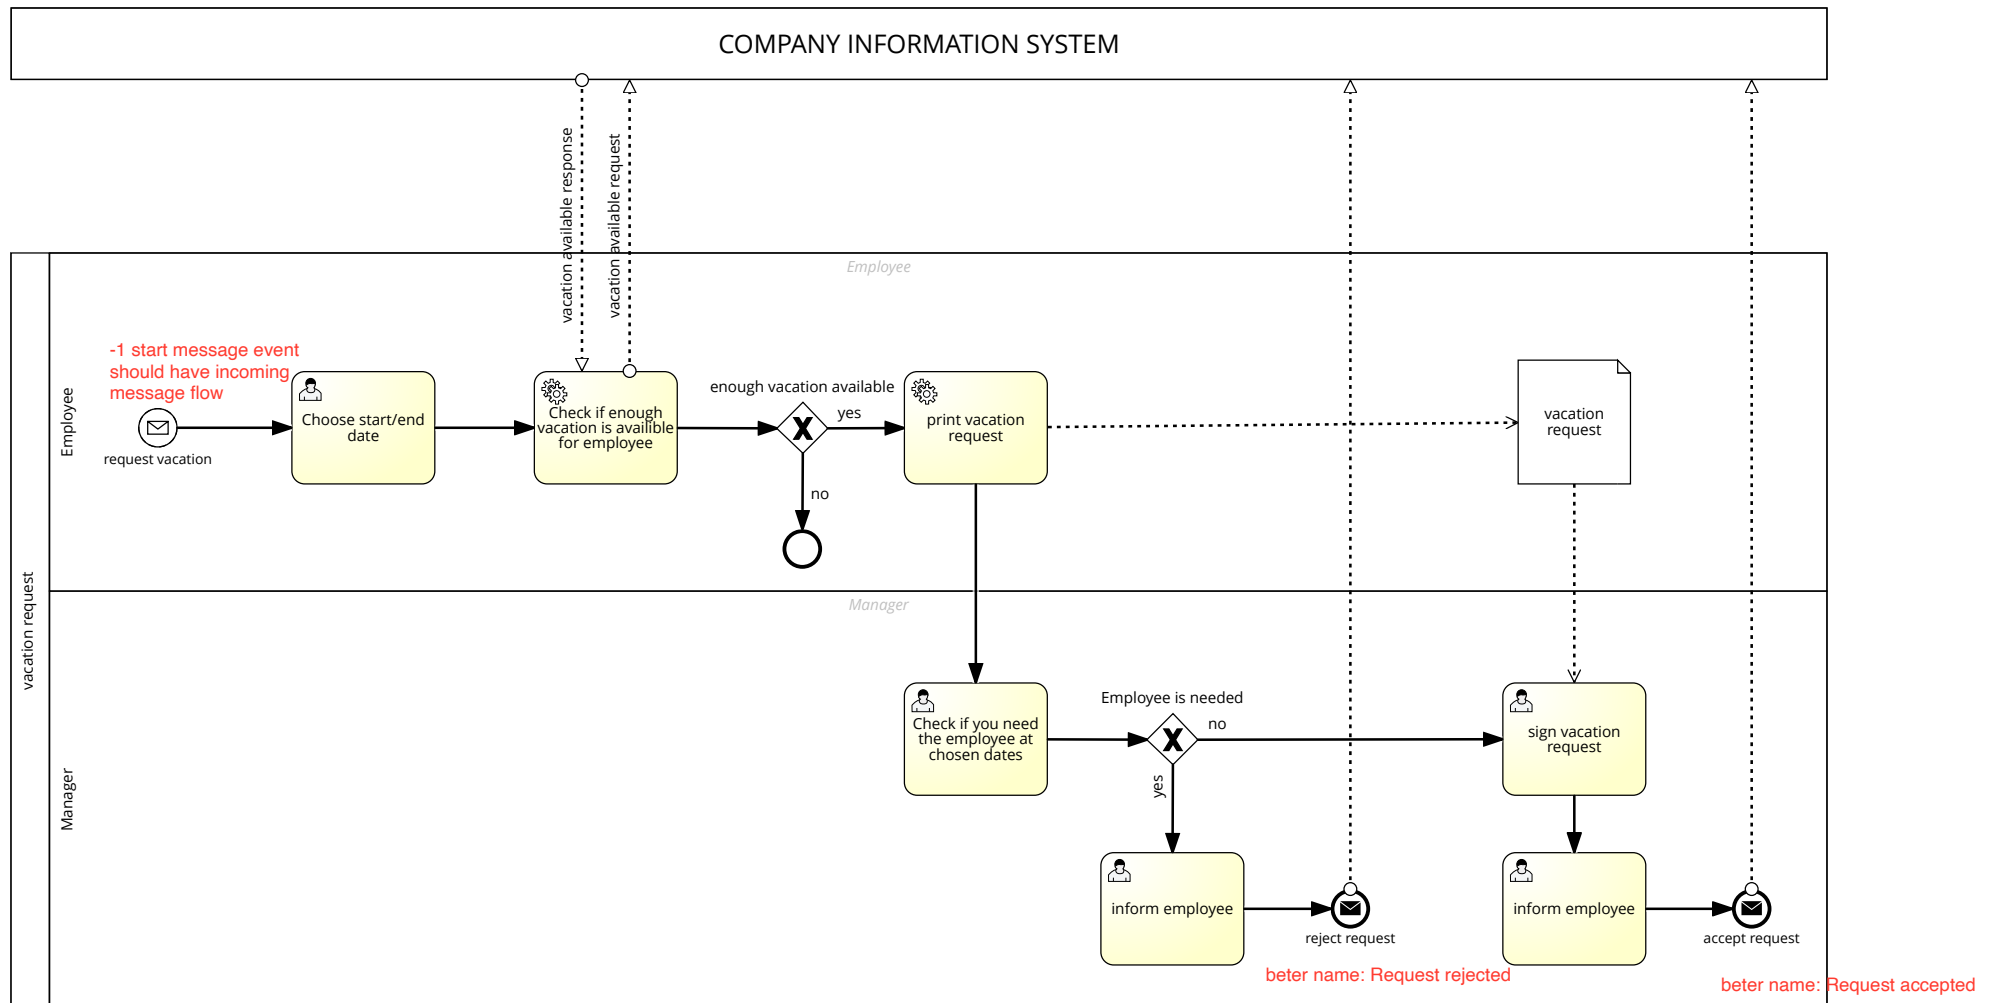 COMPANY INFORMATION SYSTEM
vacation available response
vacation available request
Employee
-1 start message event
should have incoming
message flow
request vacation
Employee
Choose start/end
date
Check if enough
vacation is availible
for employee
enough vacation available
yes
no
print vacation
request
vacation
request
vacation request
Manager
Manager
Check if you need
the employee at
chosen dates
Employee is needed
no
yes
sign vacation
request
inform employee
reject request
beter name: Request rejected
inform employee
accept request
beter name: Request accepted